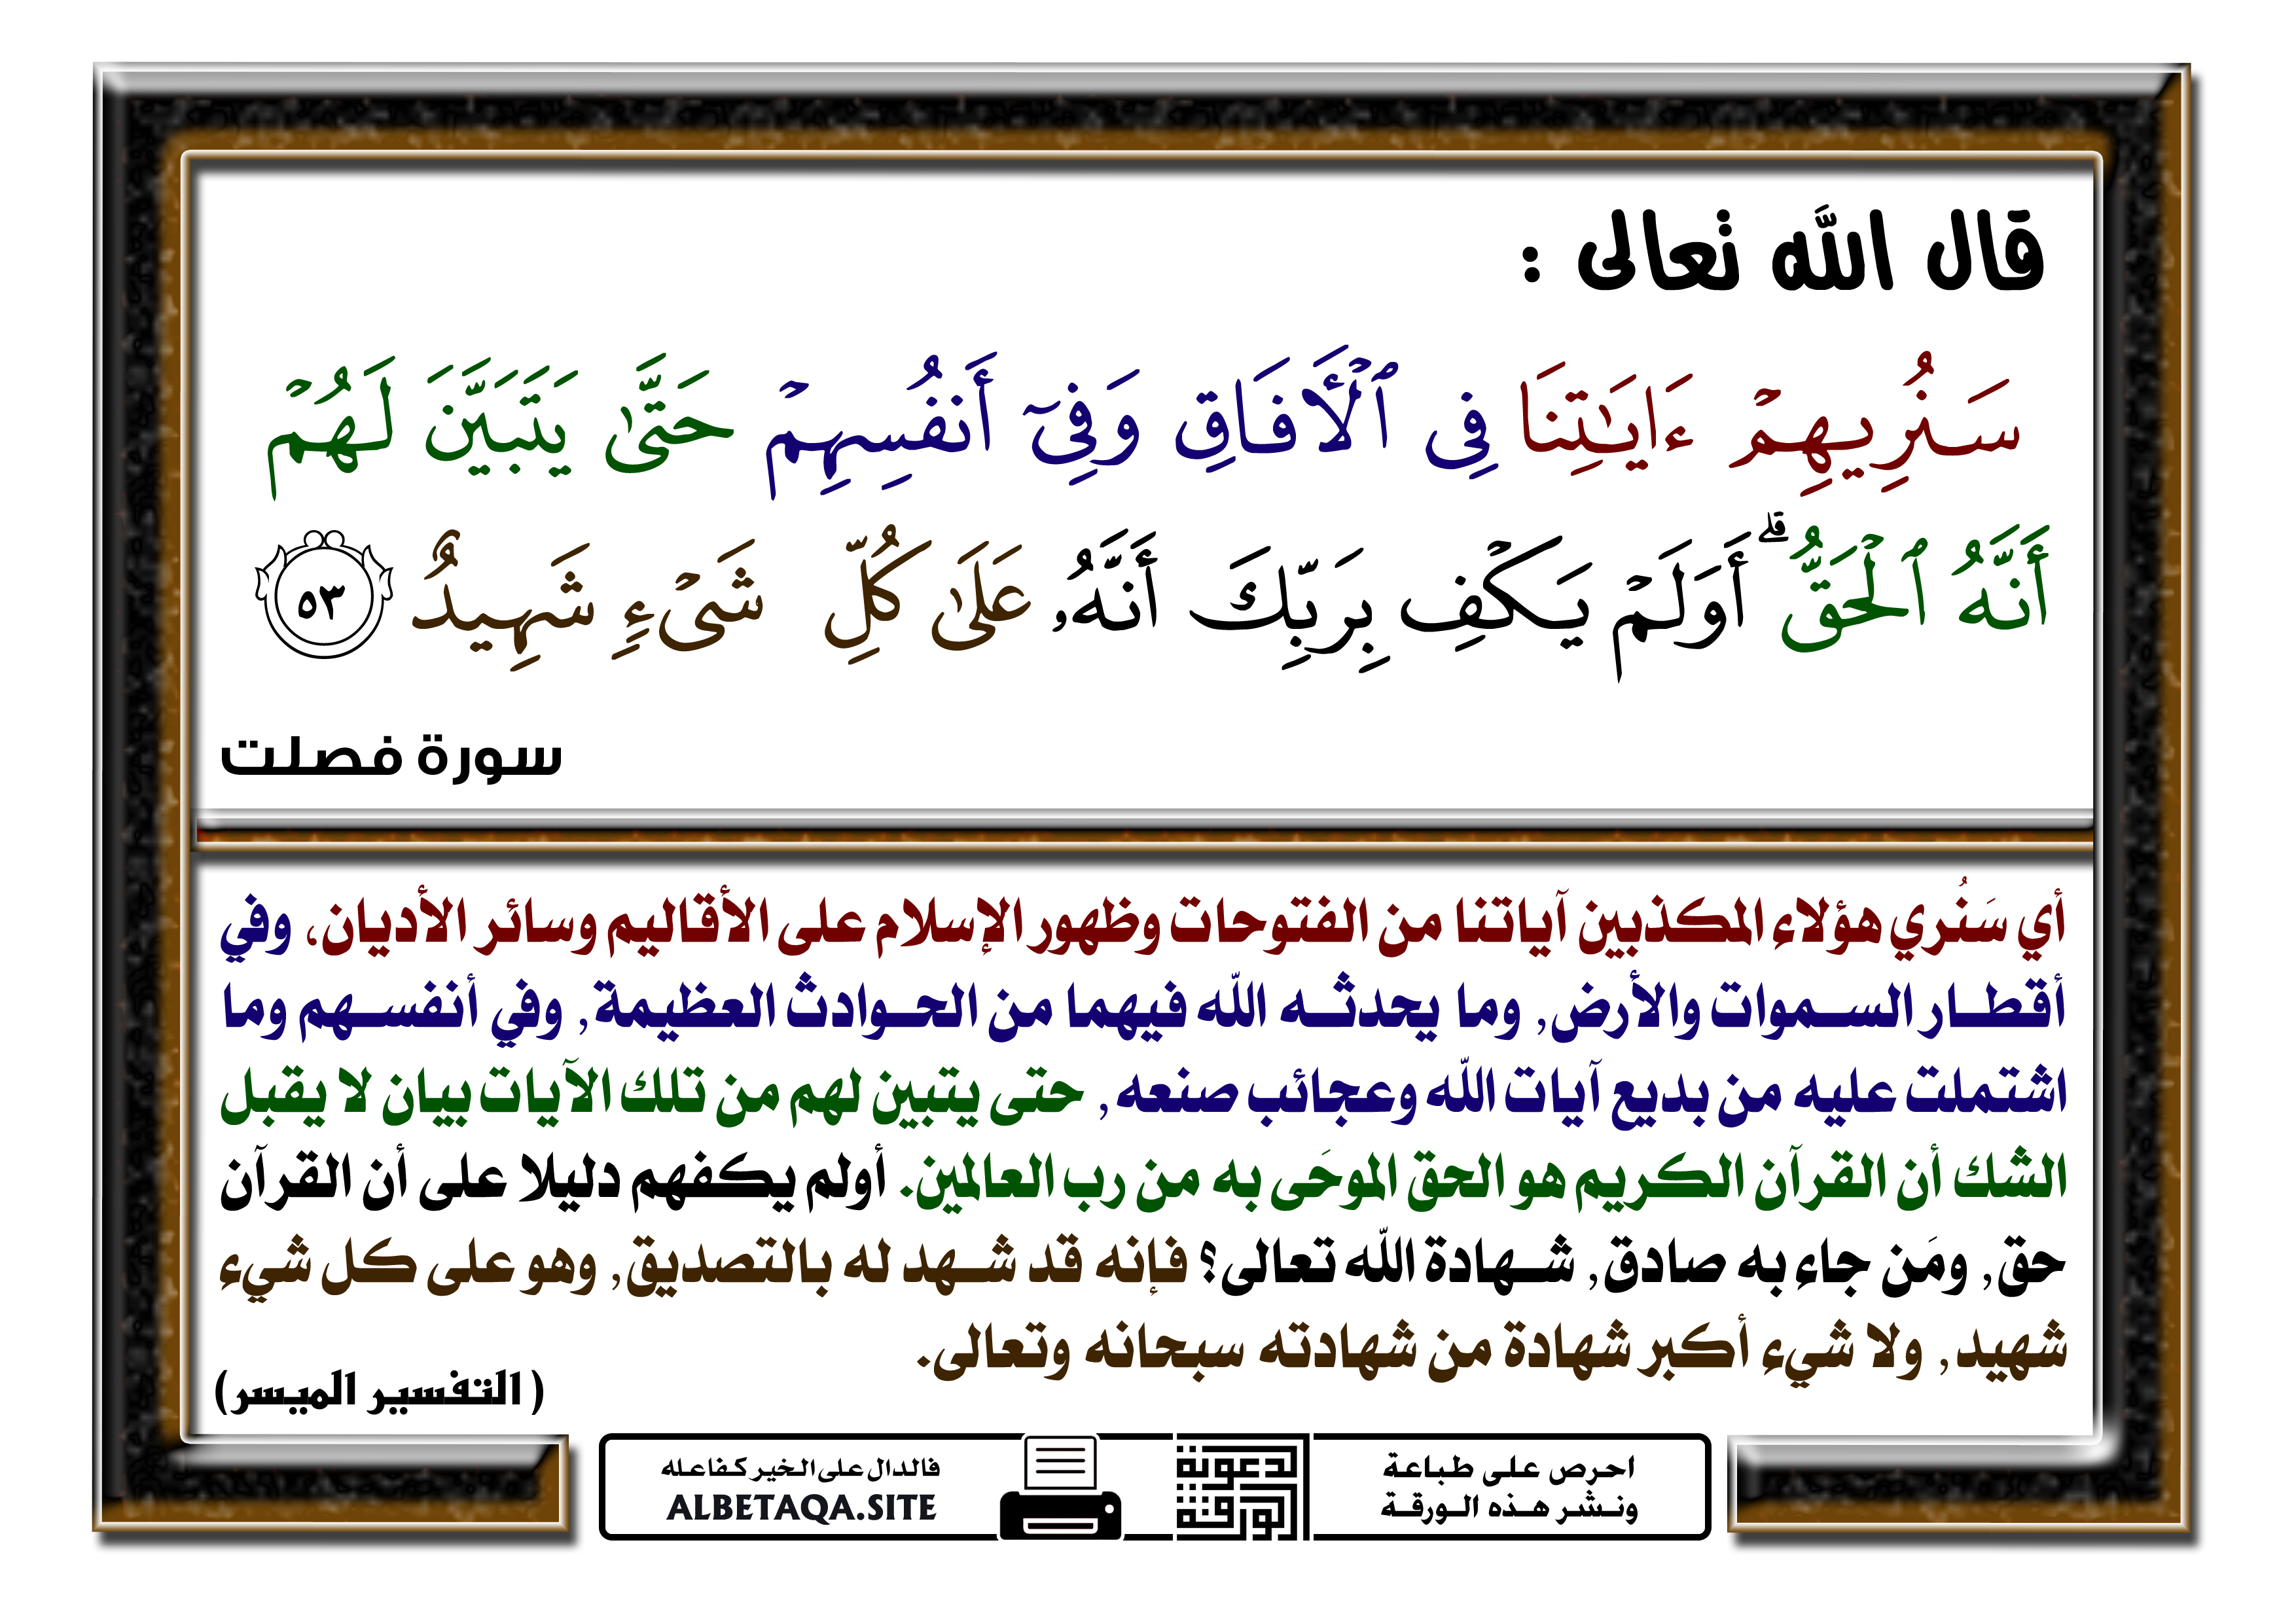 قال الله تعالى :
سَنُرِيهِمۡ ءَايَٰتِنَا فِي ٱلۡأٓفَاقِ وَفِيٓ أَنفُسِهِمۡ حَتَّىٰ يَتَبَيَّنَ لَهُمۡ
أَنَّهُ ٱلۡحَقُّۗ أَوَلَمۡ يَكۡفِ بِرَبِّكَ أَنَّهُۥ عَلَىٰ كُلِّ شَيۡءٖ شَهِيدٌ ٥٣
سورة فصلت
أي سَنُري هؤلاء المكذبين آياتنا من الفتوحات وظهور الإسلام على الأقاليم وسائر الأديان، وفي
أقطار السموات والأرض, وما يحدثه الله فيهما من الحوادث العظيمة, وفي أنفسهم وما
اشتملت عليه من بديع آيات الله وعجائب صنعه, حتى يتبين لهم من تلك الآيات بيان لا يقبل
الشك أن القرآن الكريم هو الحق الموحَى به من رب العالمين. أولم يكفهم دليلا على أن القرآن
حق, ومَن جاء به صادق, شهادة الله تعالى؟ فإنه قد شهد له بالتصديق, وهو على كل شيء
شهيد, ولا شيء أكبر شهادة من شهادته سبحانه وتعالى.
( التفسير الميسر)
احرص على طباعة
ونشر هذه الورقة
الدعوية
الورقة
فالدال على الخير كفاعله
ALBETAQA.SITE